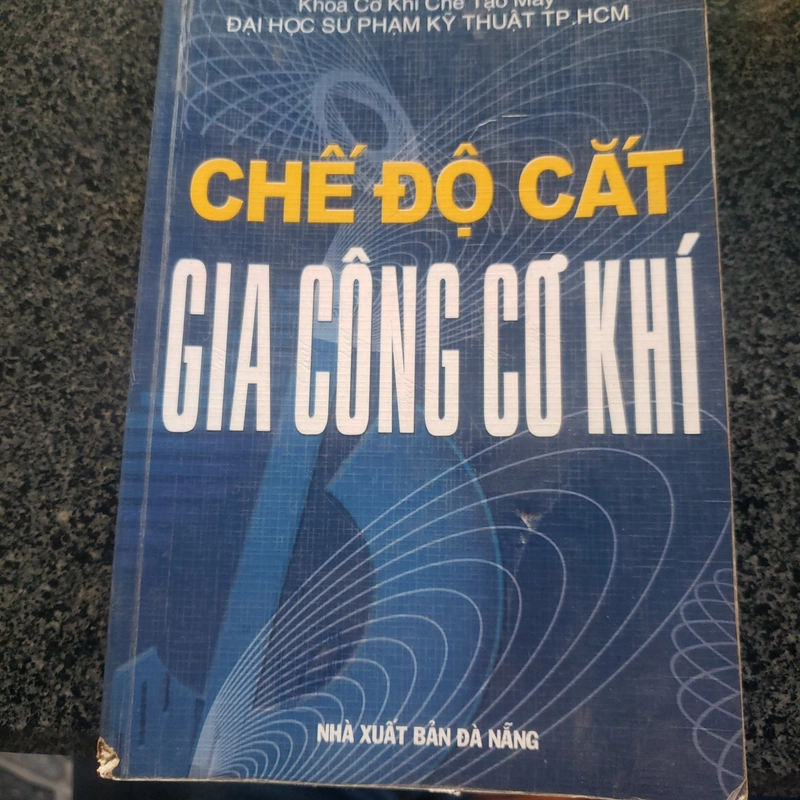 Khoa Cơ Khí Chế Tạo Máy
ĐẠI HỌC SƯ PHẠM KỸ THUẬT TP.HCM
CHẾ ĐỘ CẮT
GIA CÔNG CƠ KHÍ
NHÀ XUẤT BẢN ĐÀ NẴNG